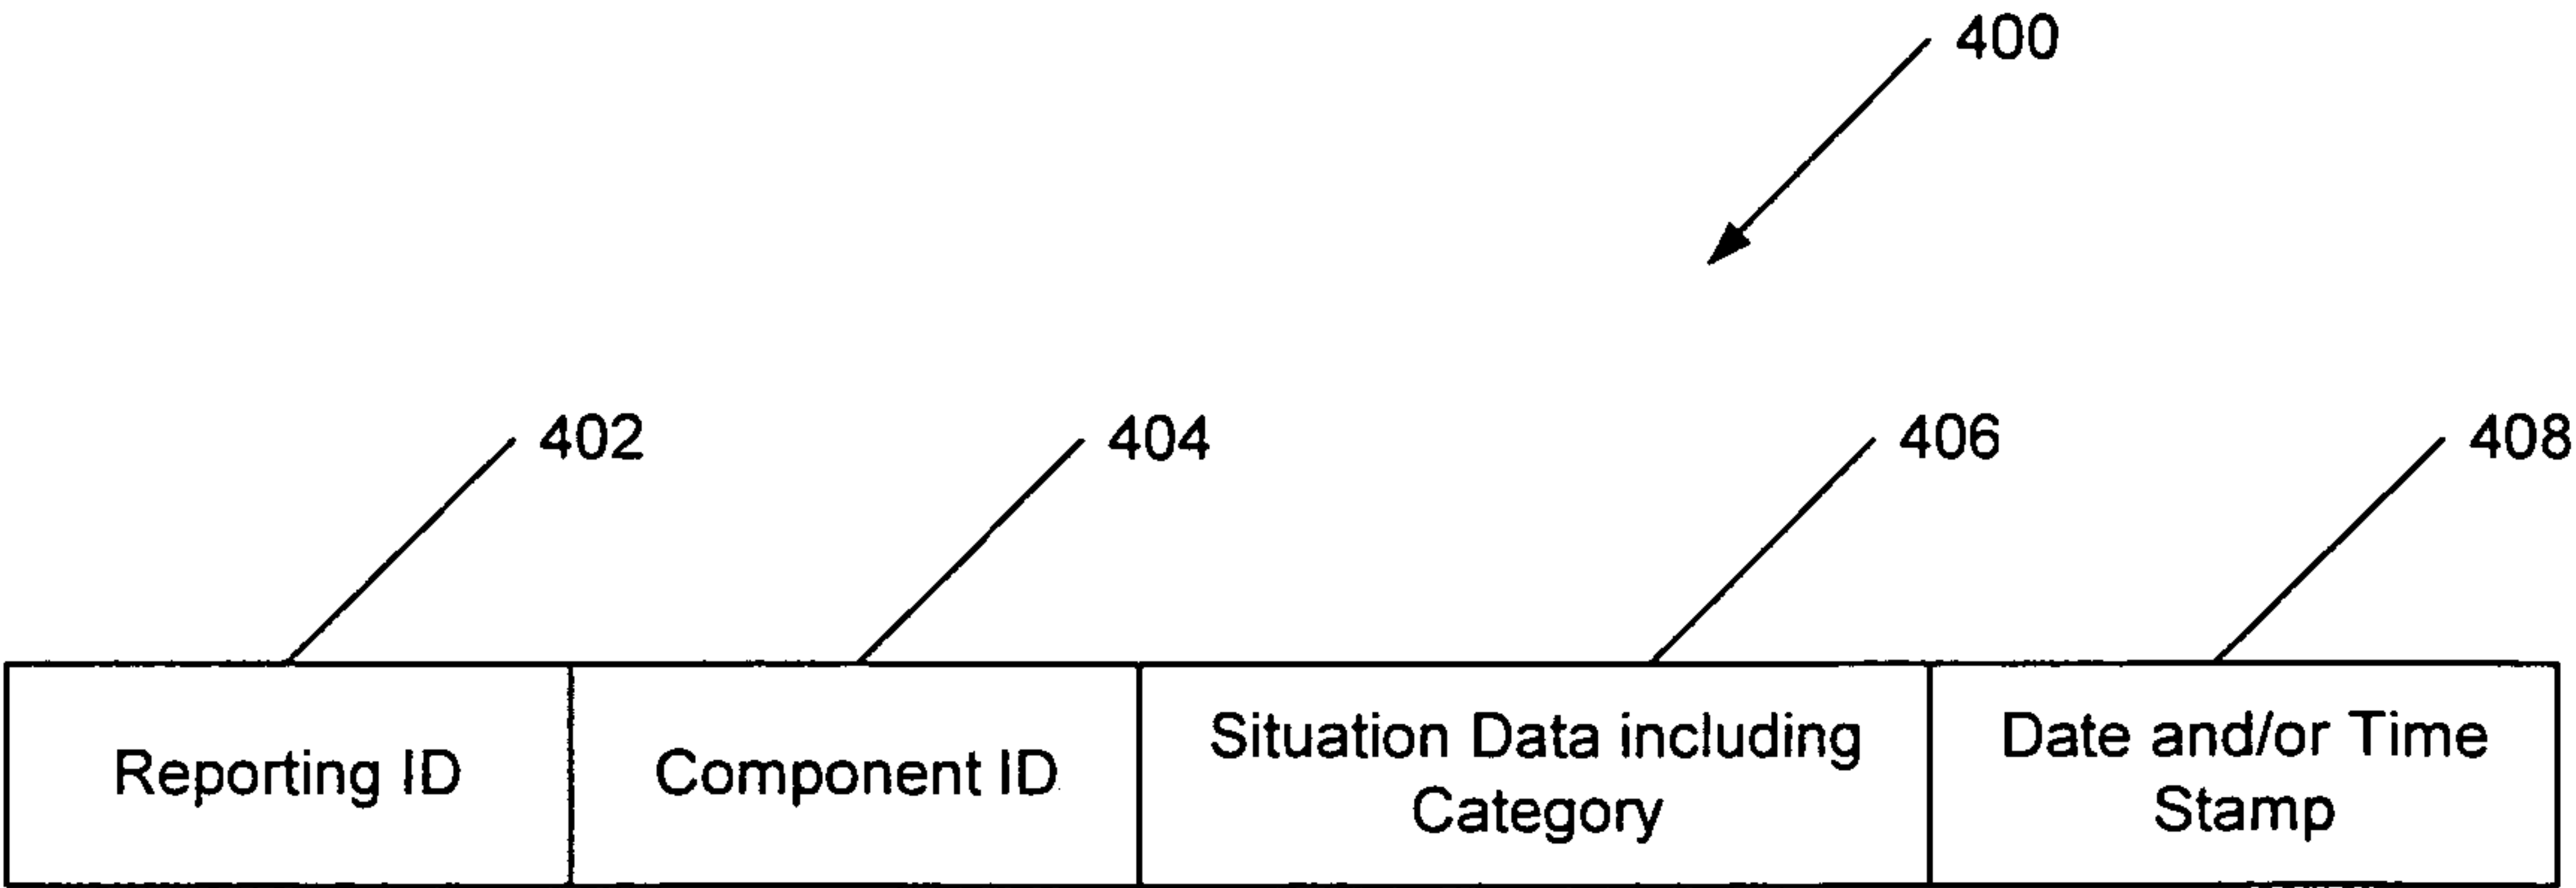 400
402
404
406
408
Reporting ID
Component ID
Situation Data including
Category
Date and/or Time
Stamp